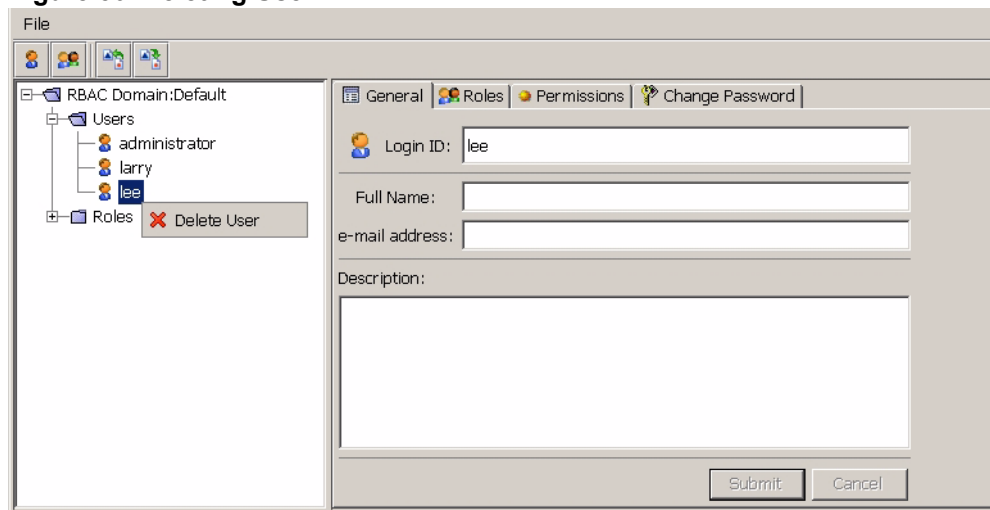 File
RBAC Domain:Default
Users
administrator
larry
lee
Roles
Delete User
General Roles Permissions Change Password
Login ID: lee
Full Name:
e-mail address:
Description:
Submit Cancel